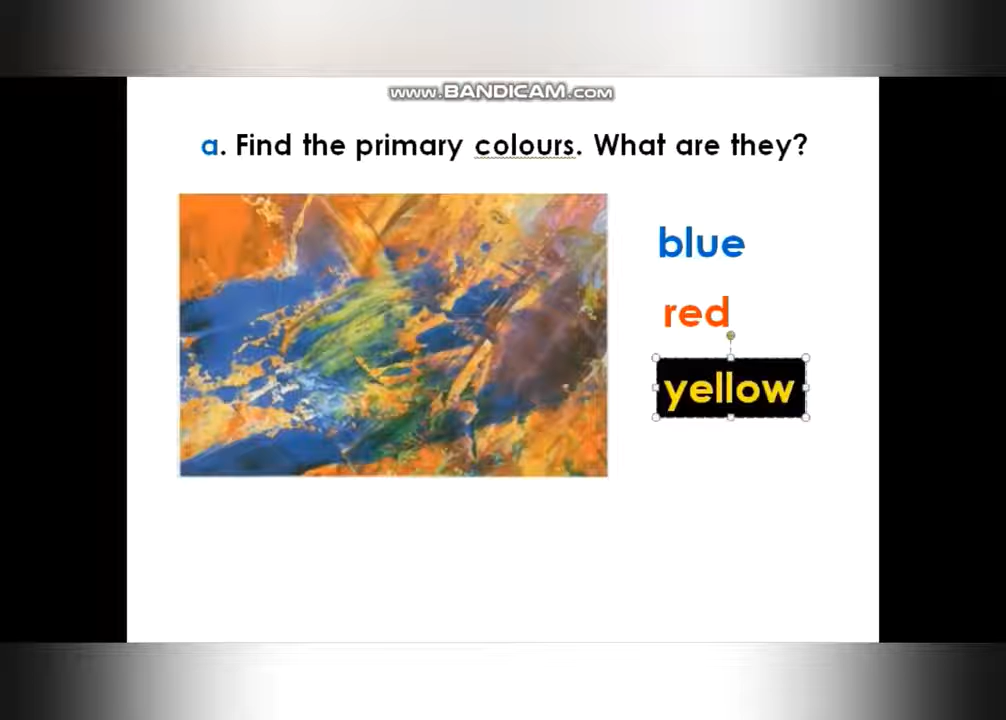 www.BANDICAM.com
a. Find the primary colours. What are they?
blue
red
yellow